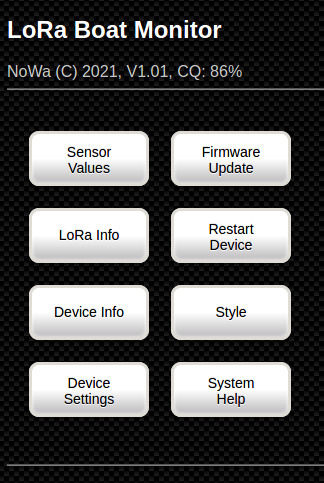 LoRa Boat Monitor
NoWa (C) 2021, V1.01, CQ: 86%
Sensor
Values
Firmware
Update
LoRa Info
Restart
Device
Device Info
Style
Device
Settings
System
Help